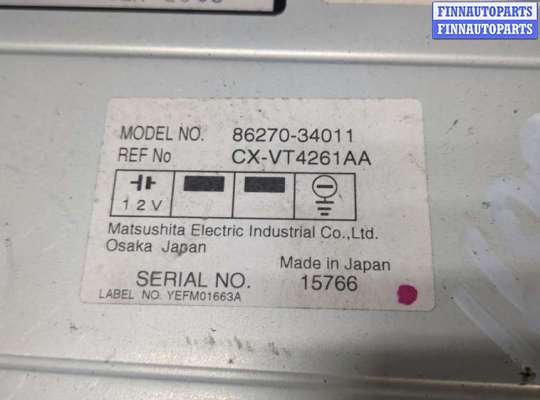 FINNAUTOPARTS
FINNAUTOPARTS
FINNAUTOPARTS
MODEL NO. 86270-34011
REF No CX-VT4261AA
12V
Matsushita Electric Industrial Co.,Ltd.
Osaka Japan
Made in Japan
SERIAL NO. 15766
LABEL NO. YEFM01663A